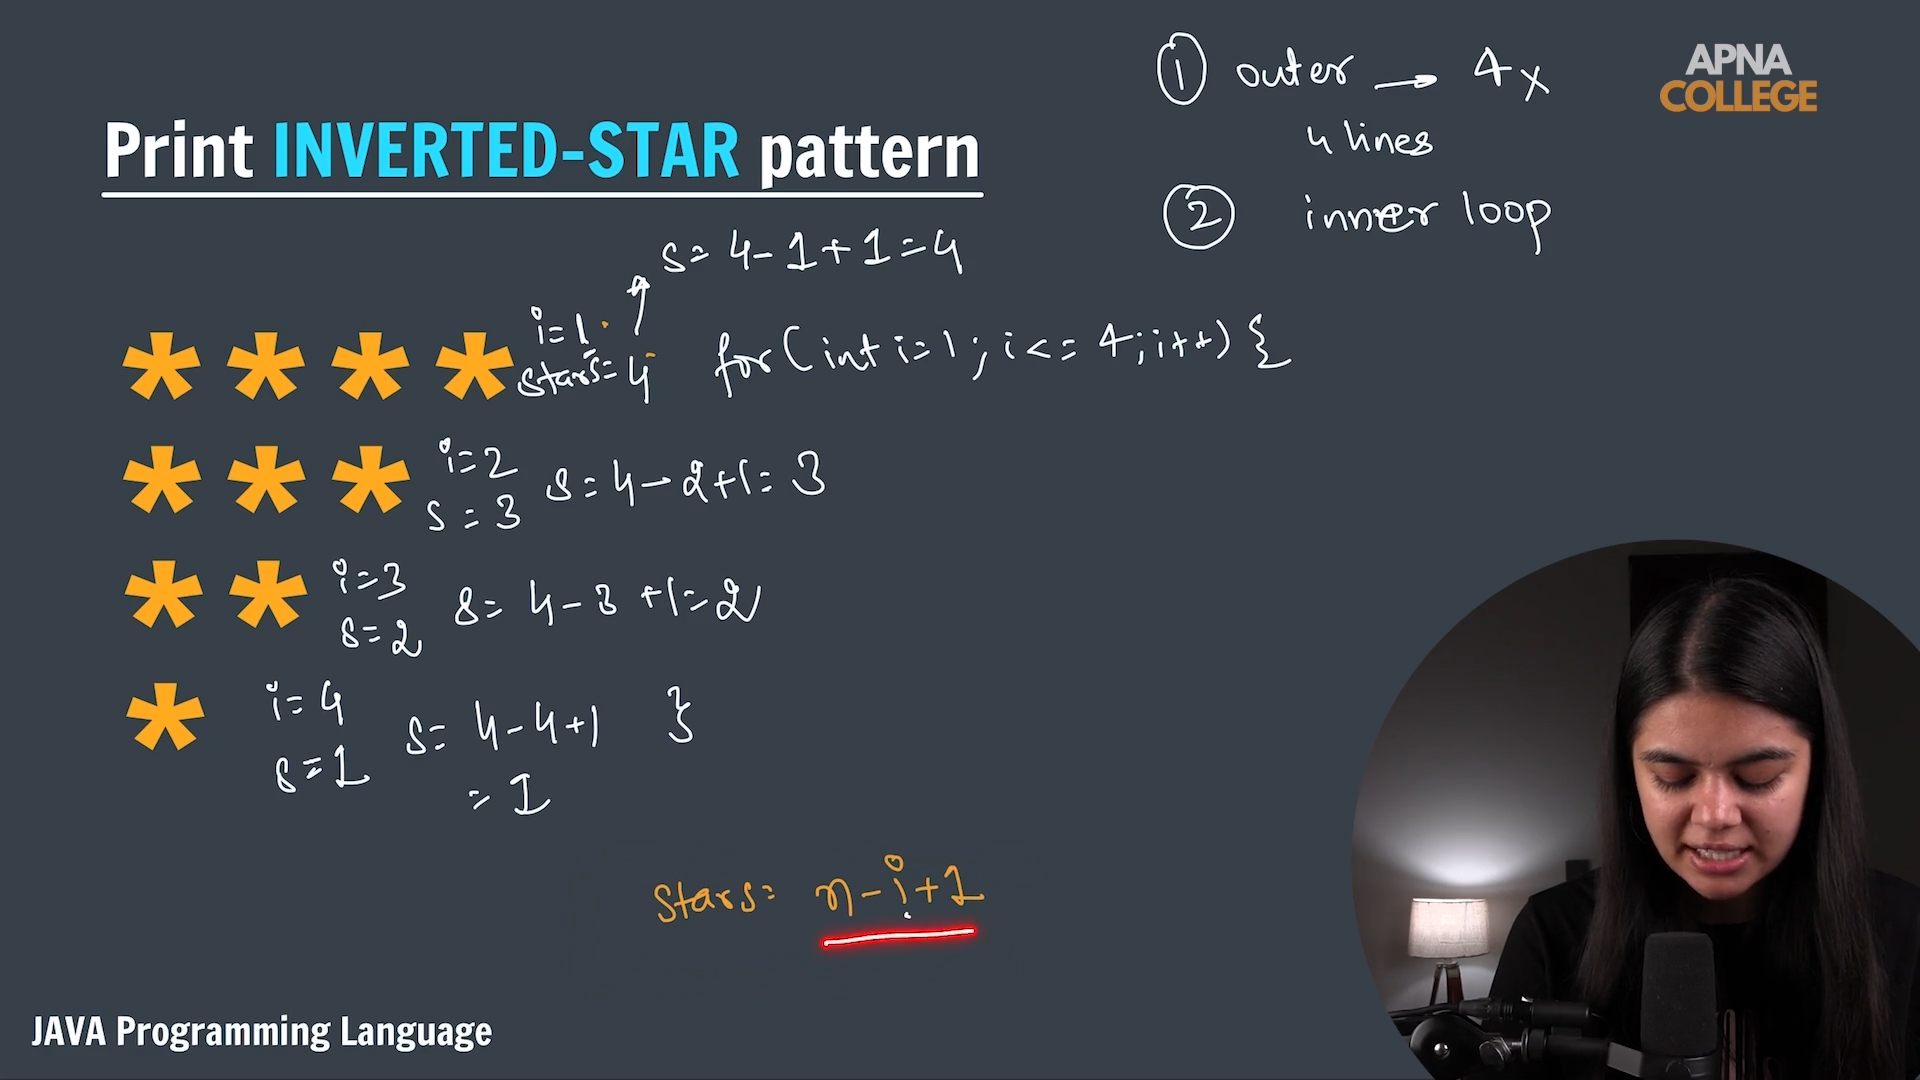 ① outer → 4x
APNA
COLLEGE
4 lines
Print INVERTED-STAR pattern
② inner loop
s= 4-1+1=4
* * * * i=1
stars=4
for(int i=1; i<=4; i++) {
* * * i=2
s=3
s=4-2+1=3
* * i=3
s=2
s=4-3+1=2
* i=4
s=1
s=4-4+1
=1
}
stars= n-i+1
JAVA Programming Language